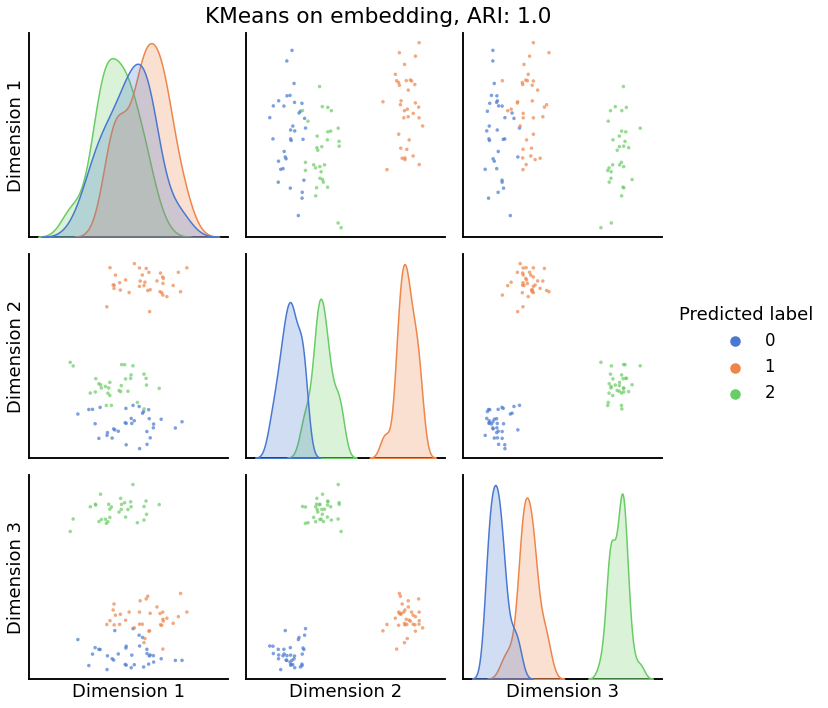 KMeans on embedding, ARI: 1.0
Dimension 1
Dimension 2
Predicted label
0
1
2
Dimension 3
Dimension 1
Dimension 2
Dimension 3